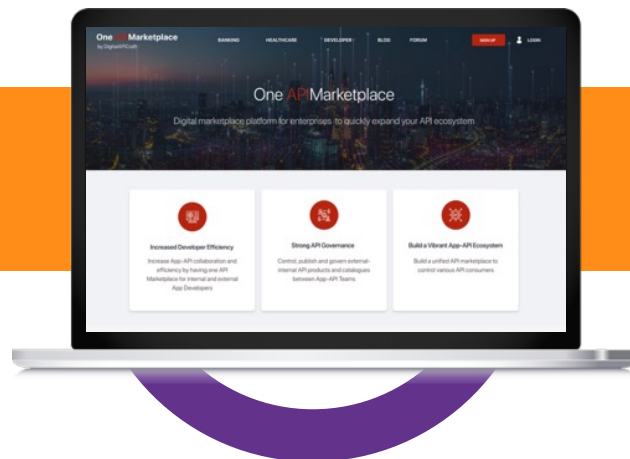 One API Marketplace
by DigitalAPICraft
BANKING HEALTHCARE DEVELOPER BLOG FORUM SIGN UP LOGIN
One API Marketplace
Digital marketplace platform for enterprises to quickly expand your API ecosystem
Increased Developer Efficiency
Increase App-API collaboration and
efficiency by having one API
Marketplace for internal and external
App Developers
Strong API Governance
Control, publish and govern external-
internal API products and catalogues
between App-API Teams
Build a Vibrant App-API Ecosystem
Build a unified API marketplace to
control various API consumers